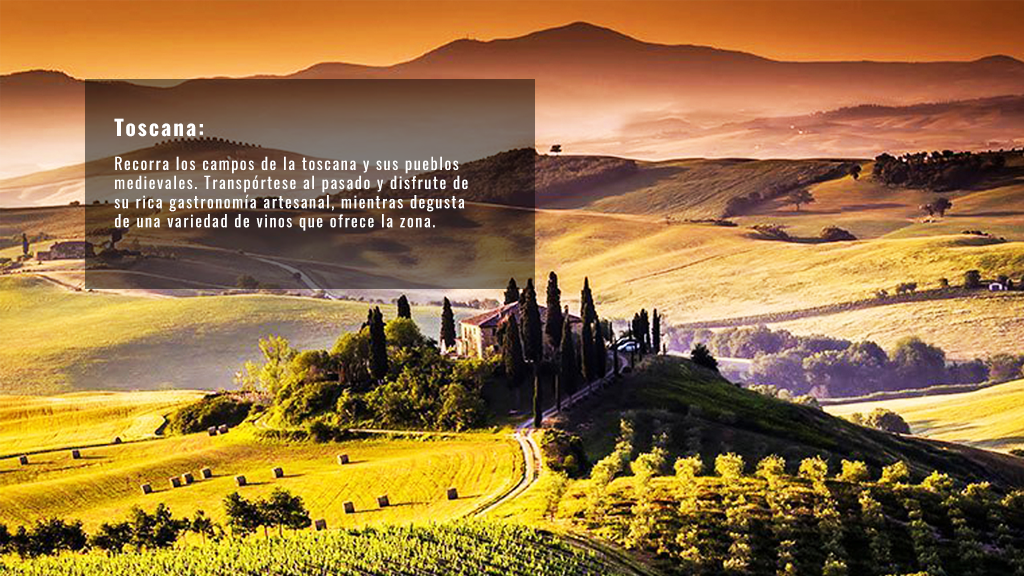 Toscana:
Recorra los campos de la toscana y sus pueblos
medievales. Transpórtese al pasado y disfrute de
su rica gastronomía artesanal, mientras degusta
de una variedad de vinos que ofrece la zona.